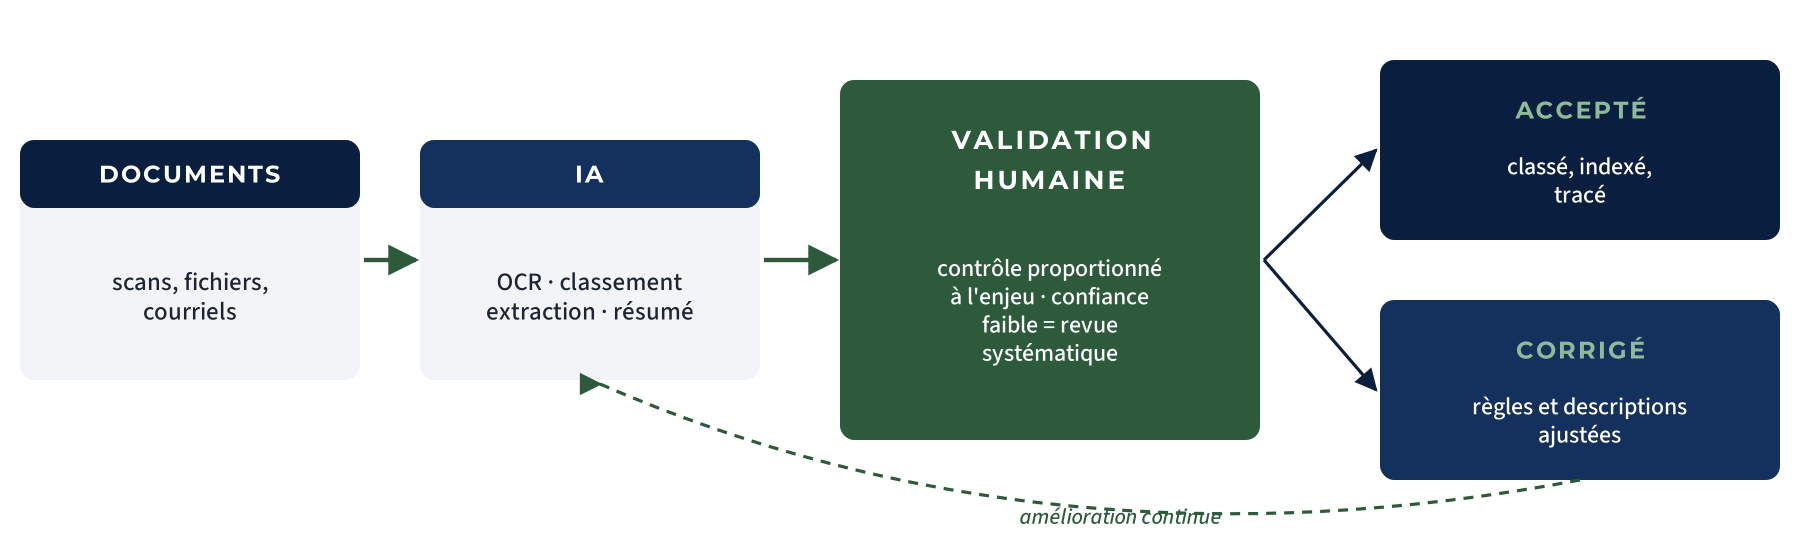 DOCUMENTS
scans, fichiers,
courriels
IA
OCR · classement
extraction · résumé
VALIDATION
HUMAINE
contrôle proportionné
à l'enjeu · confiance
faible = revue
systématique
ACCEPTÉ
classé, indexé,
tracé
CORRIGÉ
règles et descriptions
ajustées
amélioration continue